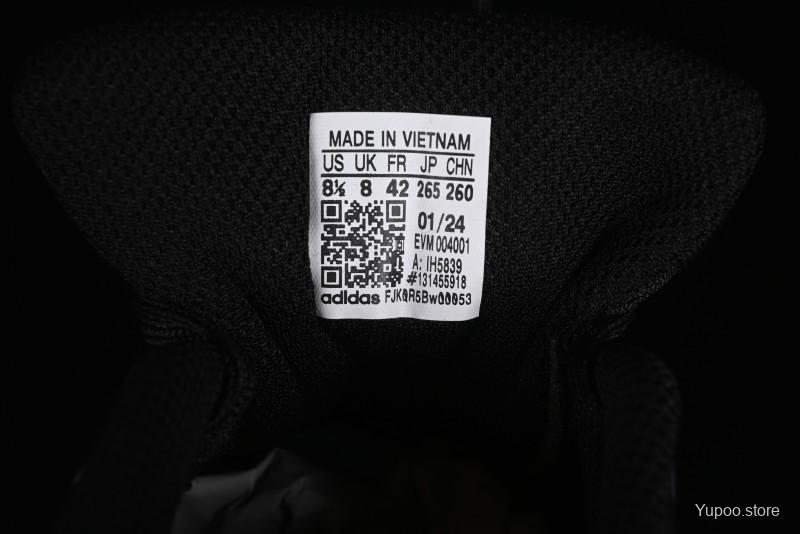 MADE IN VIETNAM
US UK FR JP CHN
8½ 8 42 265 260
01/24
EVM 004001
A: IH5839
#131455918
adidas FJK0R5Bw00053
Yupoo.store